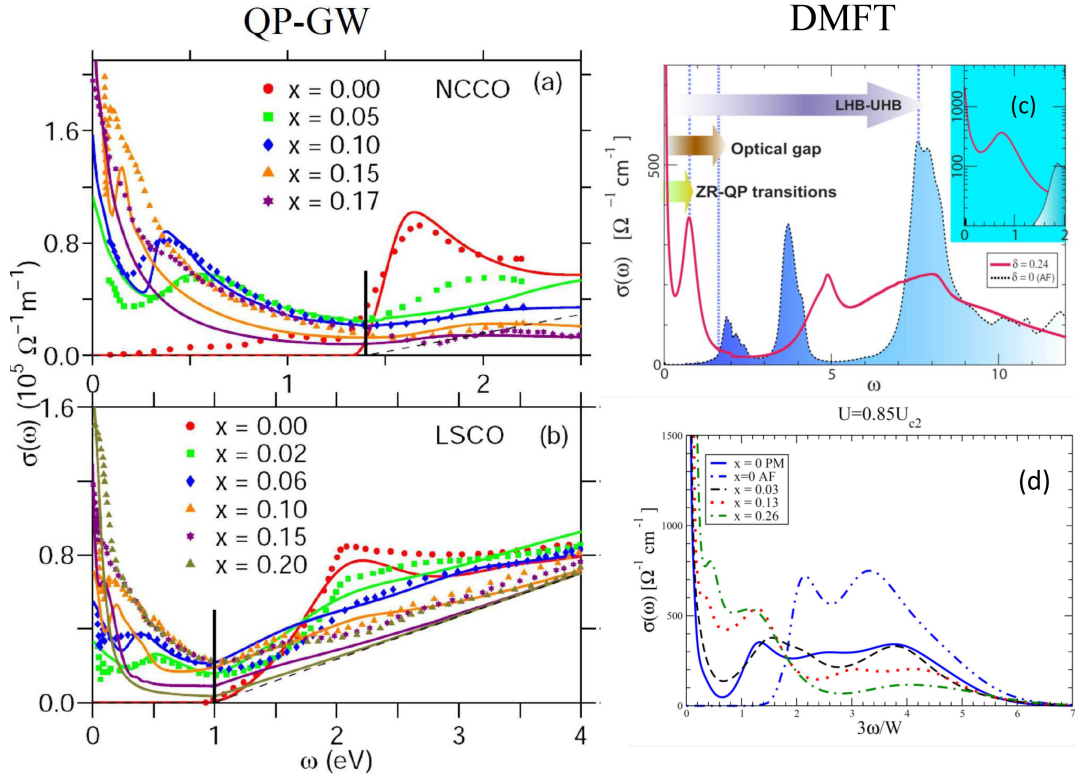 QP-GW
DMFT
(a)
NCCO
x = 0.00
x = 0.05
x = 0.10
x = 0.15
x = 0.17
1.6
0.8
0.0
0
1
2
σ(ω) (10⁵ Ω⁻¹m⁻¹)
1.6
0.8
0.0
(b)
LSCO
x = 0.00
x = 0.02
x = 0.06
x = 0.10
x = 0.15
x = 0.20
0
1
2
3
4
ω (eV)
σ(ω) [Ω⁻¹ cm⁻¹]
500
0
LHB-UHB
Optical gap
ZR-QP transitions
(c)
1000
100
0
1
2
δ = 0.24
δ = 0 (AF)
0
5
10
ω
U=0.85U_c2
(d)
x = 0 PM
x=0 AF
x = 0.03
x = 0.13
x = 0.26
σ(ω) [Ω⁻¹ cm⁻¹]
1500
1000
750
500
250
0
0
1
2
3
4
5
6
7
3ω/W